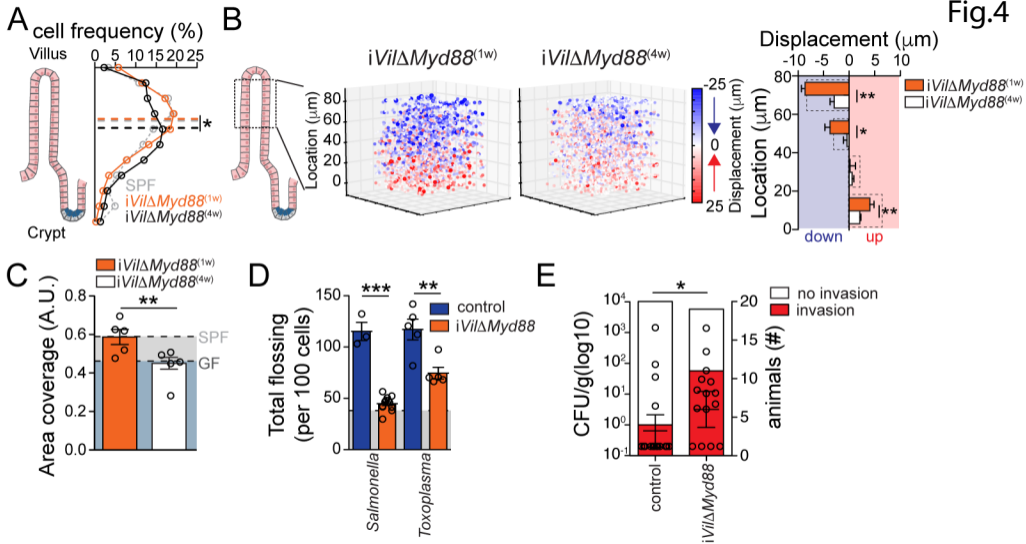 Fig.4
A
cell frequency (%)
Villus
0 5 10 15 20 25
*
SPF
iVilΔMyd88(1w)
iVilΔMyd88(4w)
Crypt
B
iVilΔMyd88(1w)
iVilΔMyd88(4w)
Location (μm)
80
60
40
20
0
-25
0
25
Displacement (μm)
Displacement (μm)
-10 -5 0 5 10
Location (μm)
80
60
40
20
0
**
*
**
down
up
iVilΔMyd88(1w)
iVilΔMyd88(4w)
C
iVilΔMyd88(1w)
iVilΔMyd88(4w)
Area coverage (A.U.)
0.8
0.6
0.4
0.2
0.0
**
SPF
GF
D
Total flossing
(per 100 cells)
150
100
50
0
***
**
control
iVilΔMyd88
Salmonella
Toxoplasma
E
CFU/g(log10)
104
103
102
101
100
10-1
*
20
15
10
5
0
animals (#)
no invasion
invasion
control
iVilΔMyd88